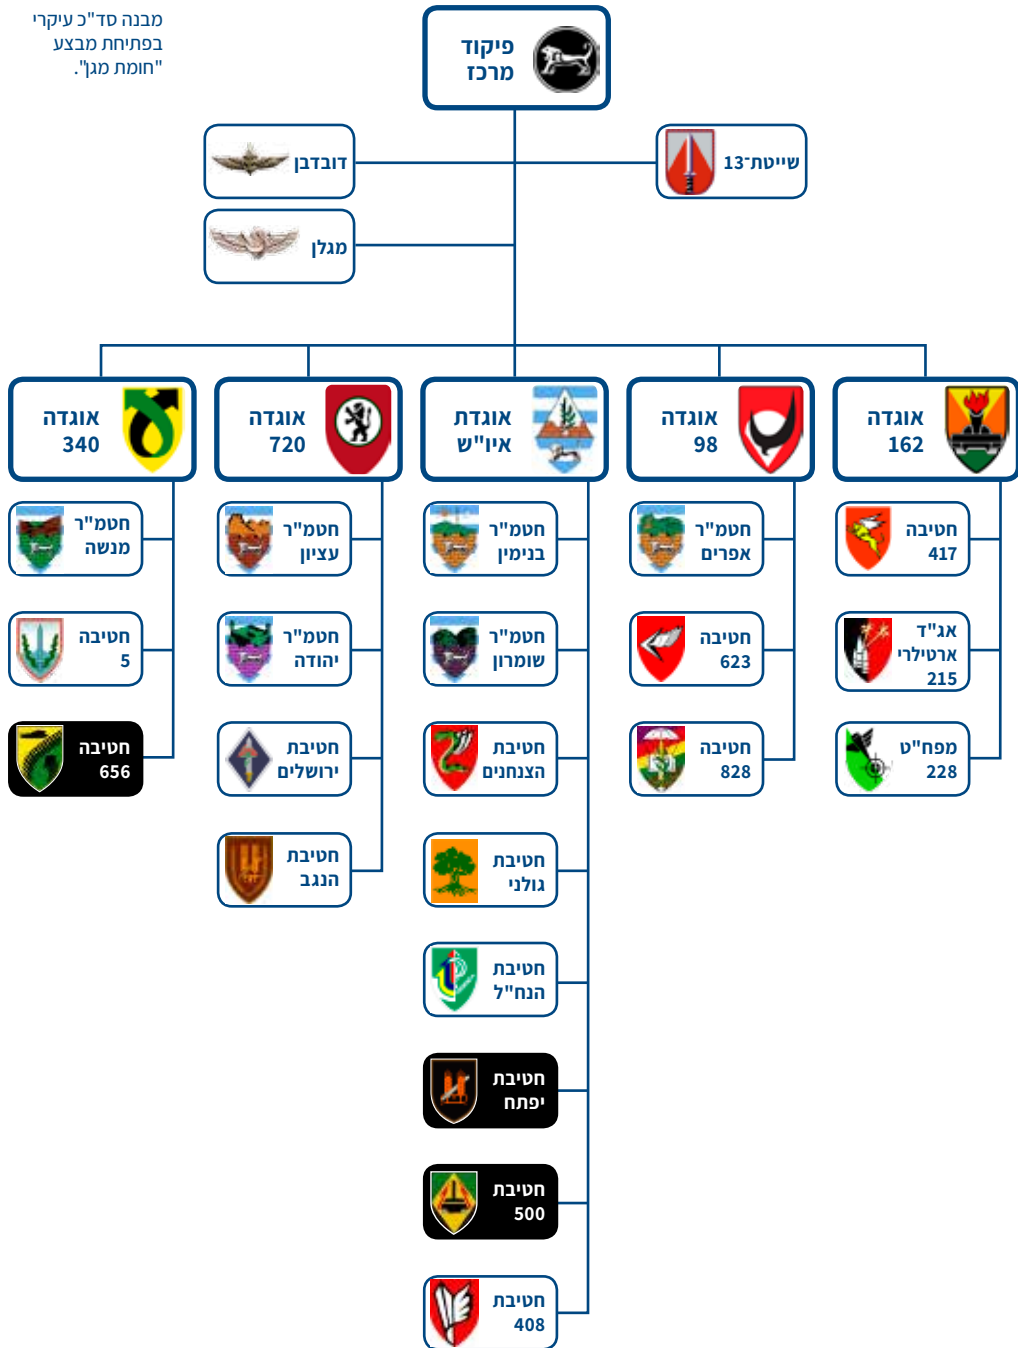 מבנה סד"כ עיקרי
בפתיחת מבצע
"חומת מגן".
פיקוד
מרכז
שייטת־13
דובדבן
מגלן
אוגדה
162
חטיבה
417
אג"ד
ארטילרי
215
מפח"ט
228
אוגדה
98
חטמ"ר
אפרים
חטיבה
623
חטיבה
828
אוגדת
איו"ש
חטמ"ר
בנימין
חטמ"ר
שומרון
חטיבת
הצנחנים
חטיבת
גולני
חטיבת
הנח"ל
חטיבת
יפתח
חטיבת
500
חטיבת
408
אוגדה
720
חטמ"ר
עציון
חטמ"ר
יהודה
חטיבת
ירושלים
חטיבת
הנגב
אוגדה
340
חטמ"ר
מנשה
חטיבה
5
חטיבה
656